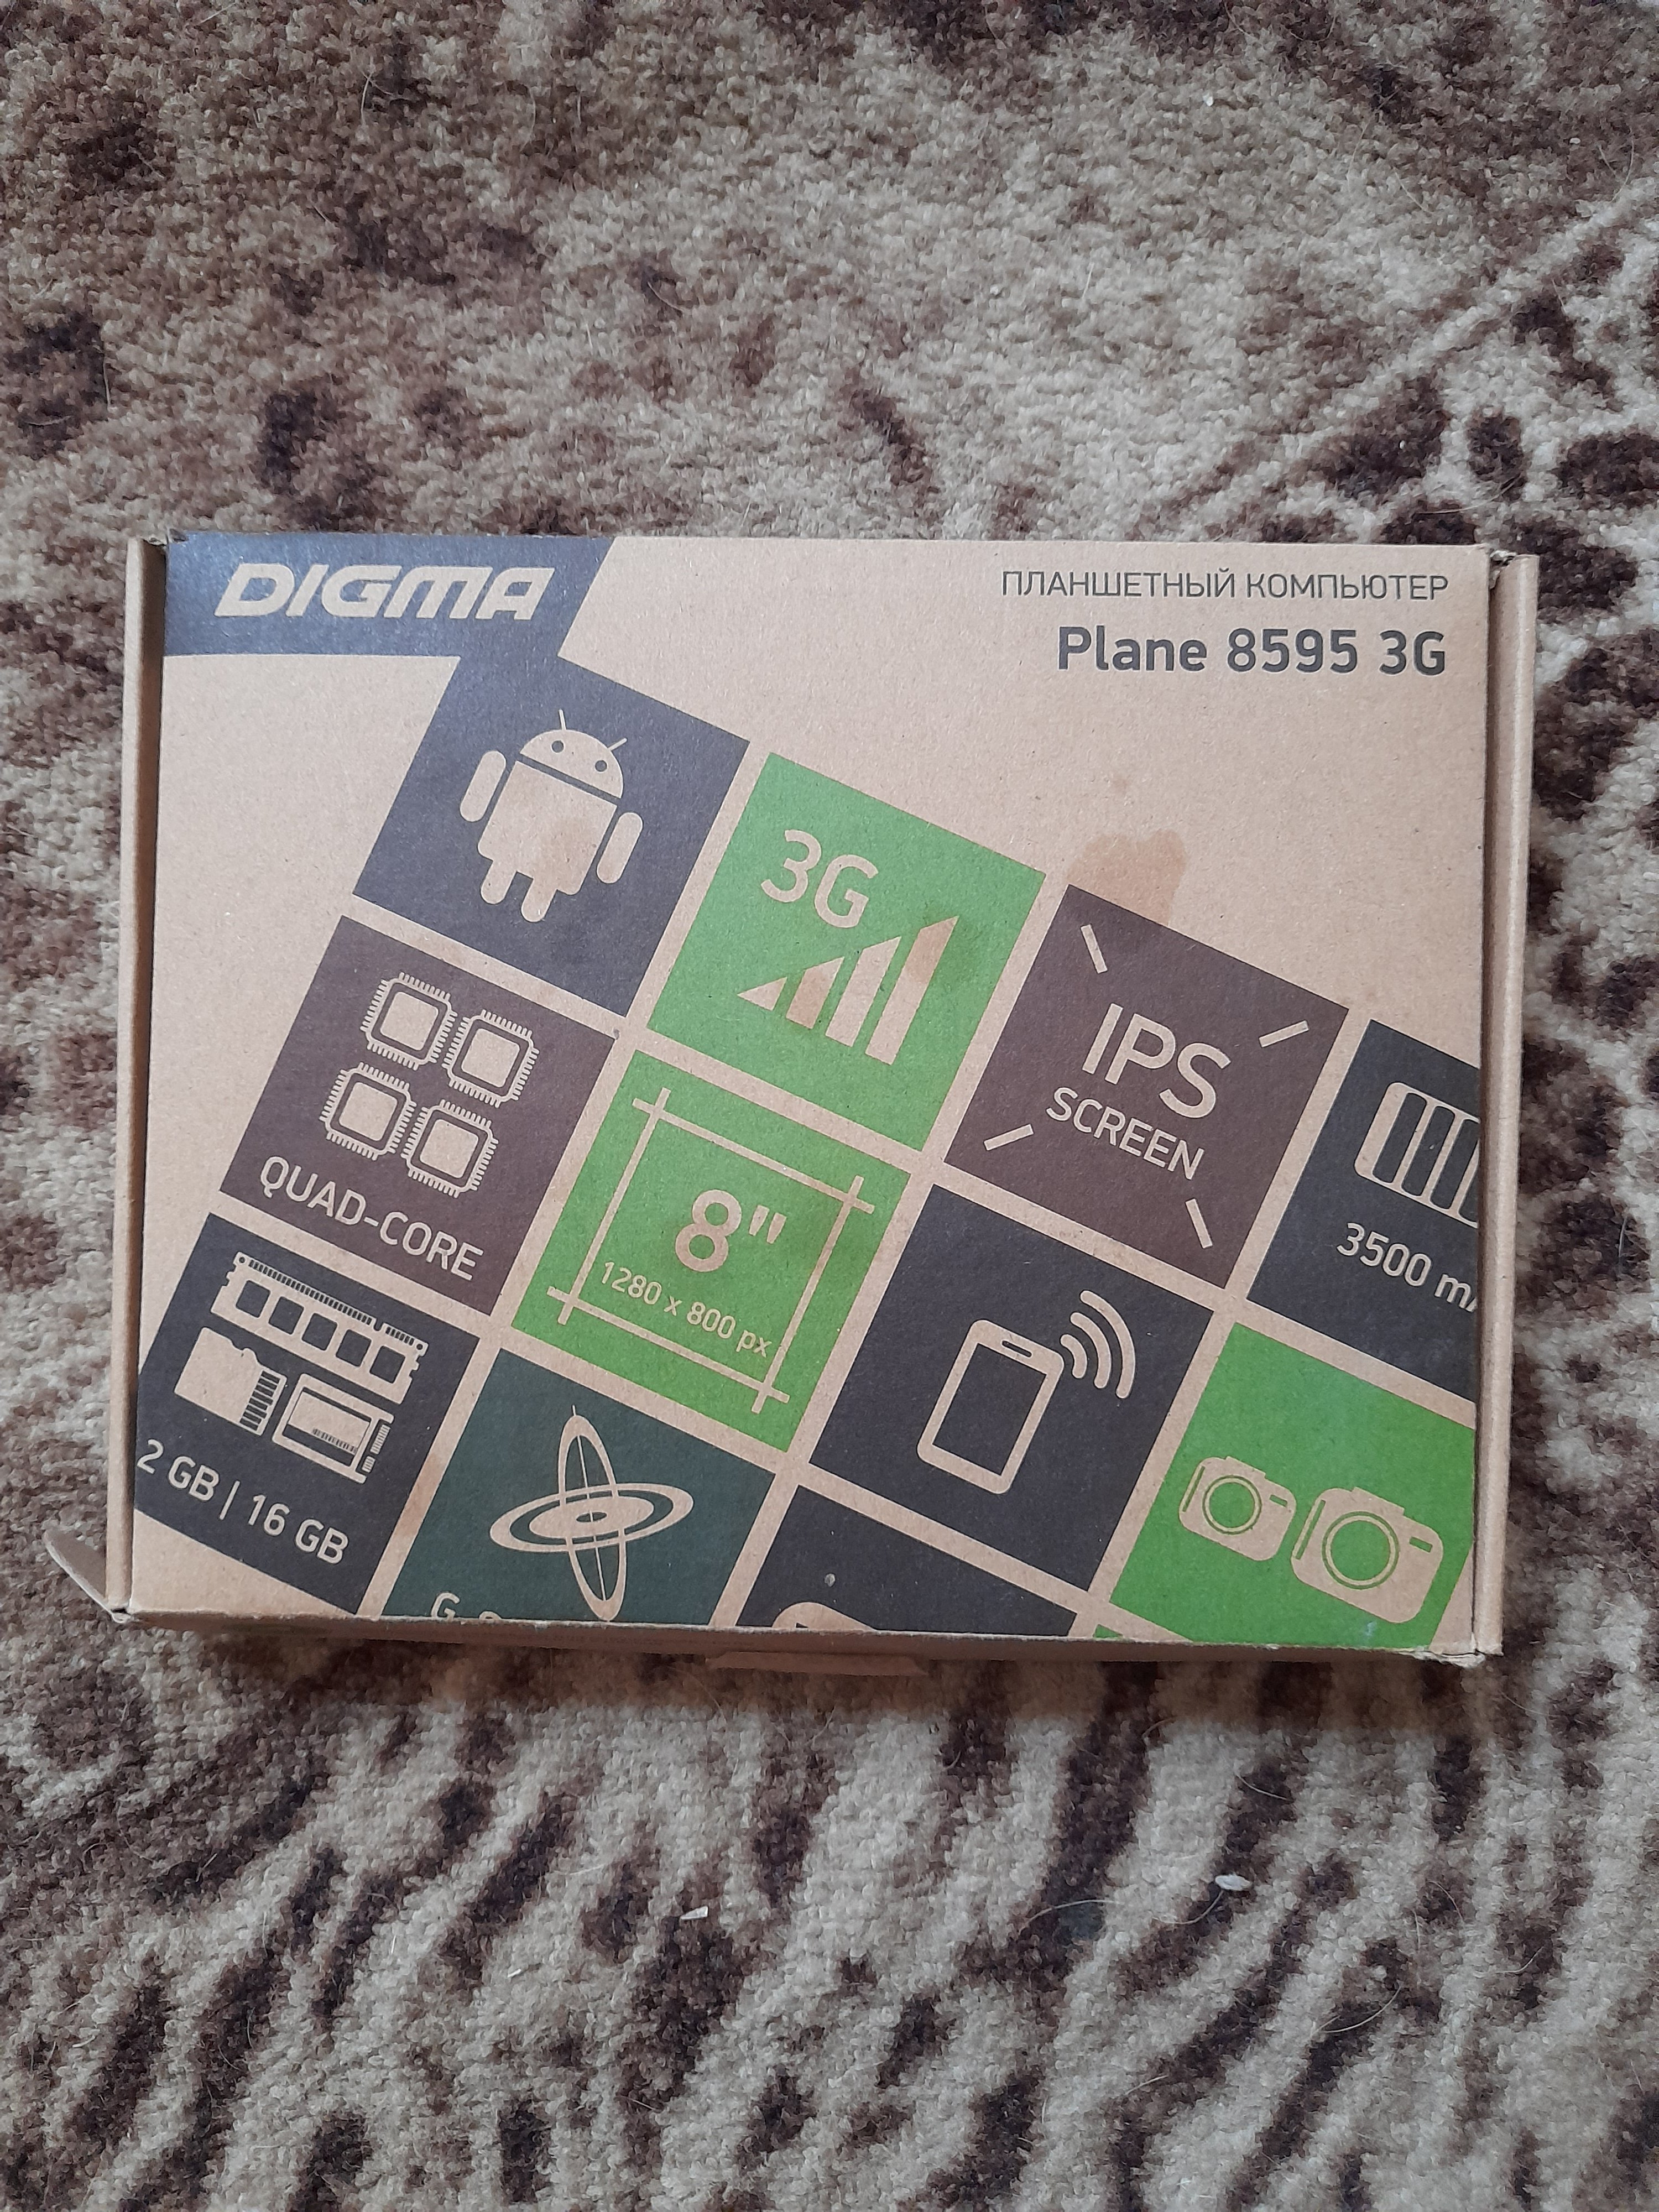 DIGMA
ПЛАНШЕТНЫЙ КОМПЬЮТЕР
Plane 8595 3G
3G
IPS
SCREEN
QUAD-CORE
8"
1280 x 800 px
3500
2 GB | 16 GB